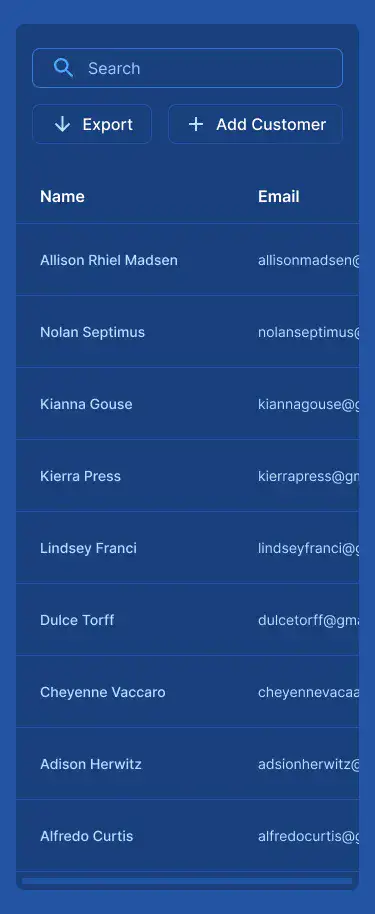 Search
Export Add Customer
Name Email
Allison Rhiel Madsen allisonmadsen@
Nolan Septimus nolanseptimus@
Kianna Gouse kiannagouse@g
Kierra Press kierrapress@gm
Lindsey Franci lindseyfranci@g
Dulce Torff dulcetorff@gma
Cheyenne Vaccaro cheyennevacaa
Adison Herwitz adsionherwitz@
Alfredo Curtis alfredocurtis@g